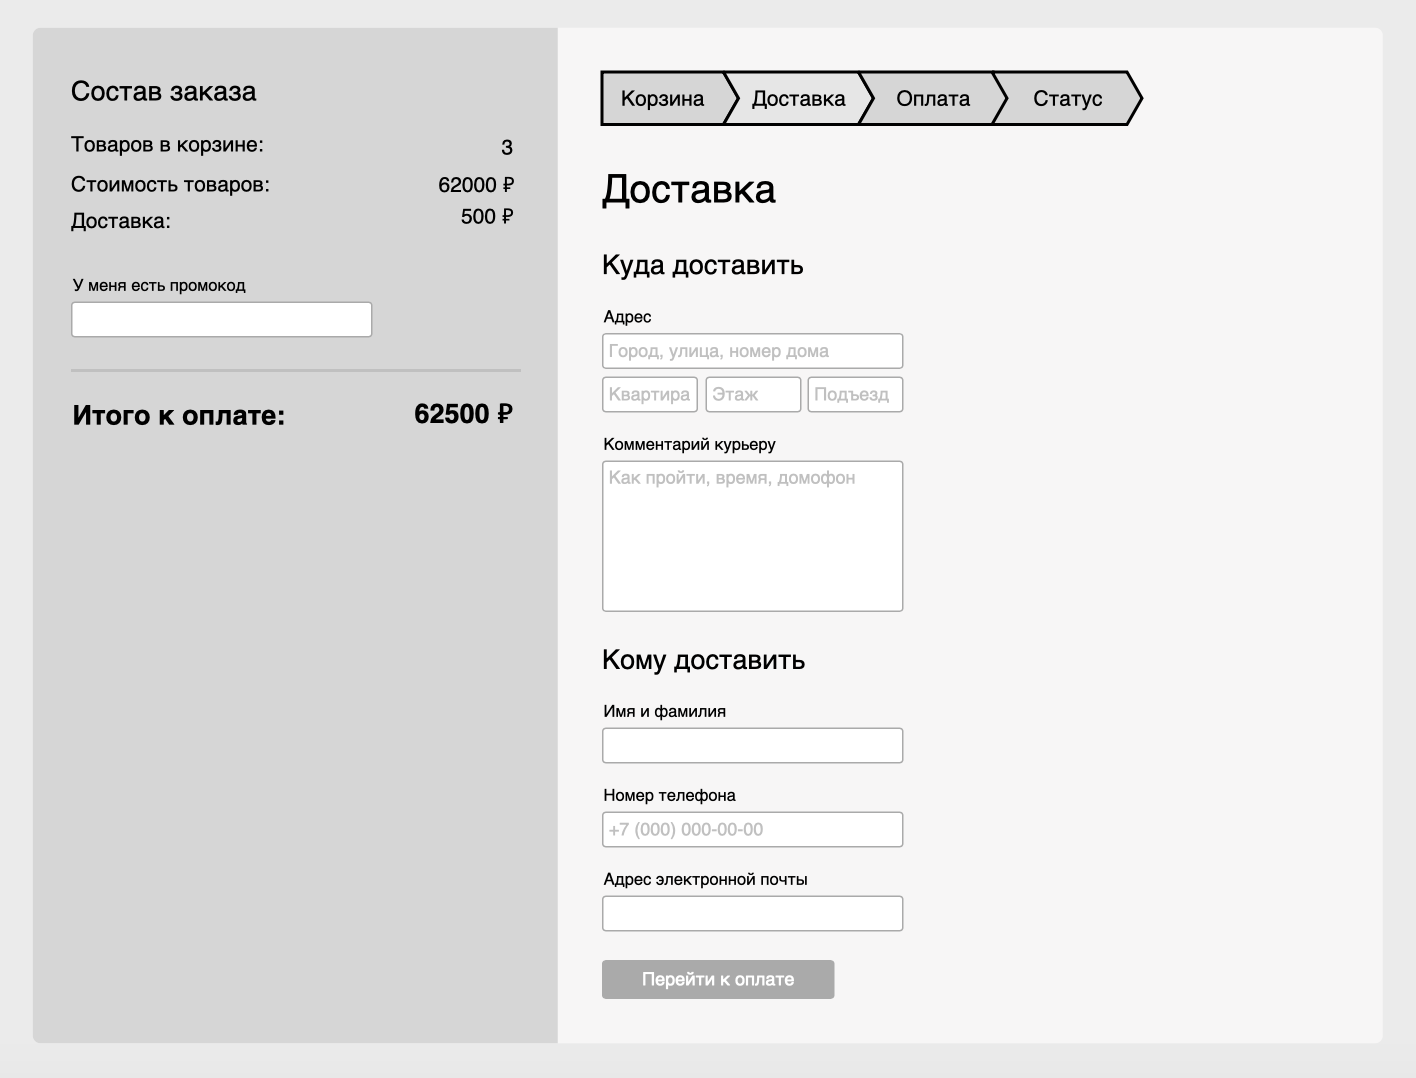 Состав заказа
Товаров в корзине: 3
Стоимость товаров: 62000 ₽
Доставка: 500 ₽
У меня есть промокод
Итого к оплате: 62500 ₽
Корзина Доставка Оплата Статус
Доставка
Куда доставить
Адрес
Город, улица, номер дома
Квартира Этаж Подъезд
Комментарий курьеру
Как пройти, время, домофон
Кому доставить
Имя и фамилия
Номер телефона
+7 (000) 000-00-00
Адрес электронной почты
Перейти к оплате